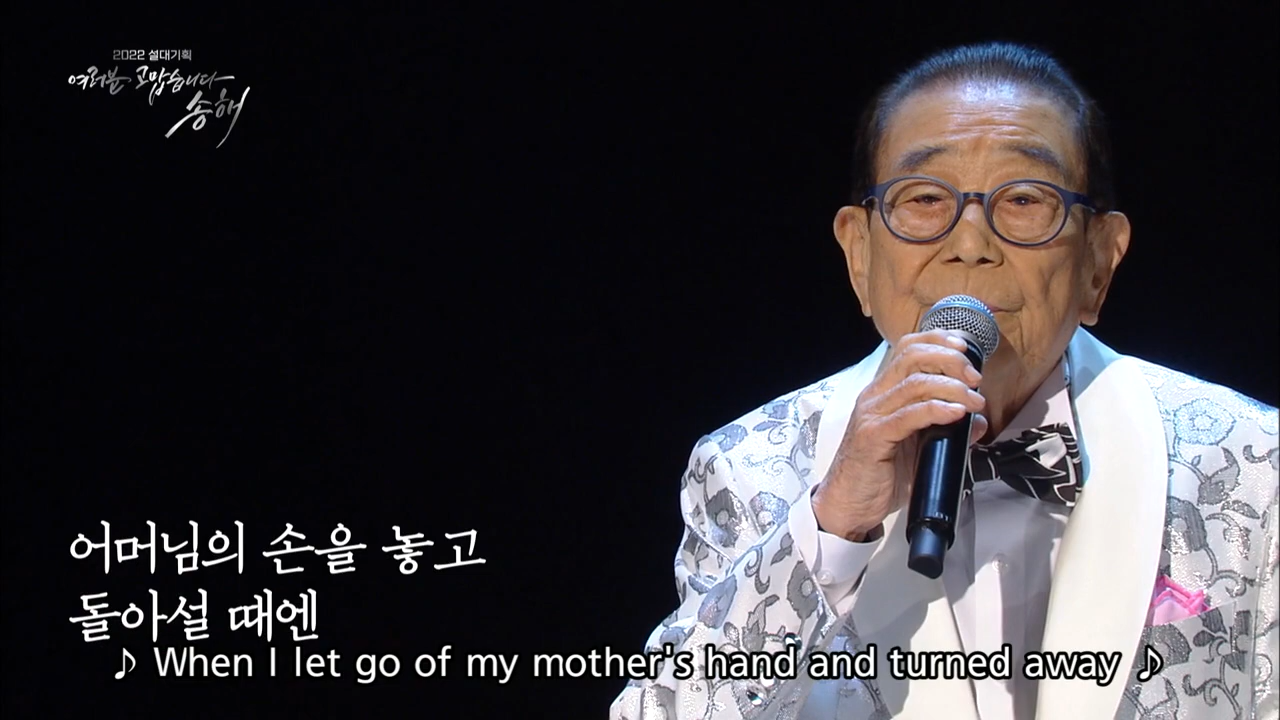 2022 설대기획
여러분 고맙습니다
송해
어머님의 손을 놓고
돌아설 때엔
♪ When I let go of my mother's hand and turned away ♪